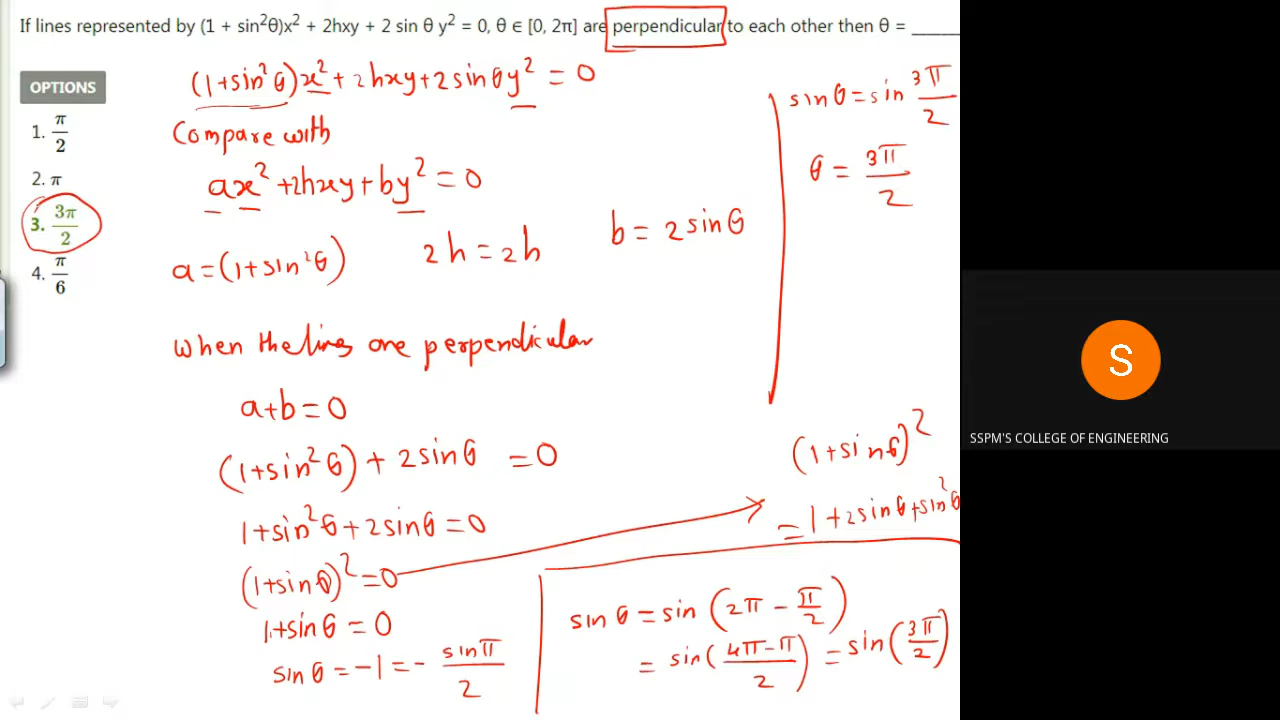 If lines represented by (1 + sin²θ)x² + 2hxy + 2 sin θ y² = 0, θ ∈ [0, 2π] are perpendicular to each other then θ = _____
OPTIONS
1. π/2
2. π
3. 3π/2
4. π/6
(1+sin²θ)x²+2hxy+2sinθy² = 0
Compare with
ax²+2hxy+by² = 0
a=(1+sin²θ) 2h = 2h b = 2sinθ
when the lines are perpendicular
a+b=0
(1+sin²θ)+2sinθ = 0
1+sin²θ+2sinθ = 0
(1+sinθ)² = 0
1+sinθ = 0
sinθ = -1 = - sinπ/2
sinθ = sin 3π/2
θ = 3π/2
(1+sinθ)²
= 1+2sinθ+sin²θ
sinθ = sin (2π - π/2)
= sin(4π-π/2) = sin(3π/2)
S
SSPM'S COLLEGE OF ENGINEERING